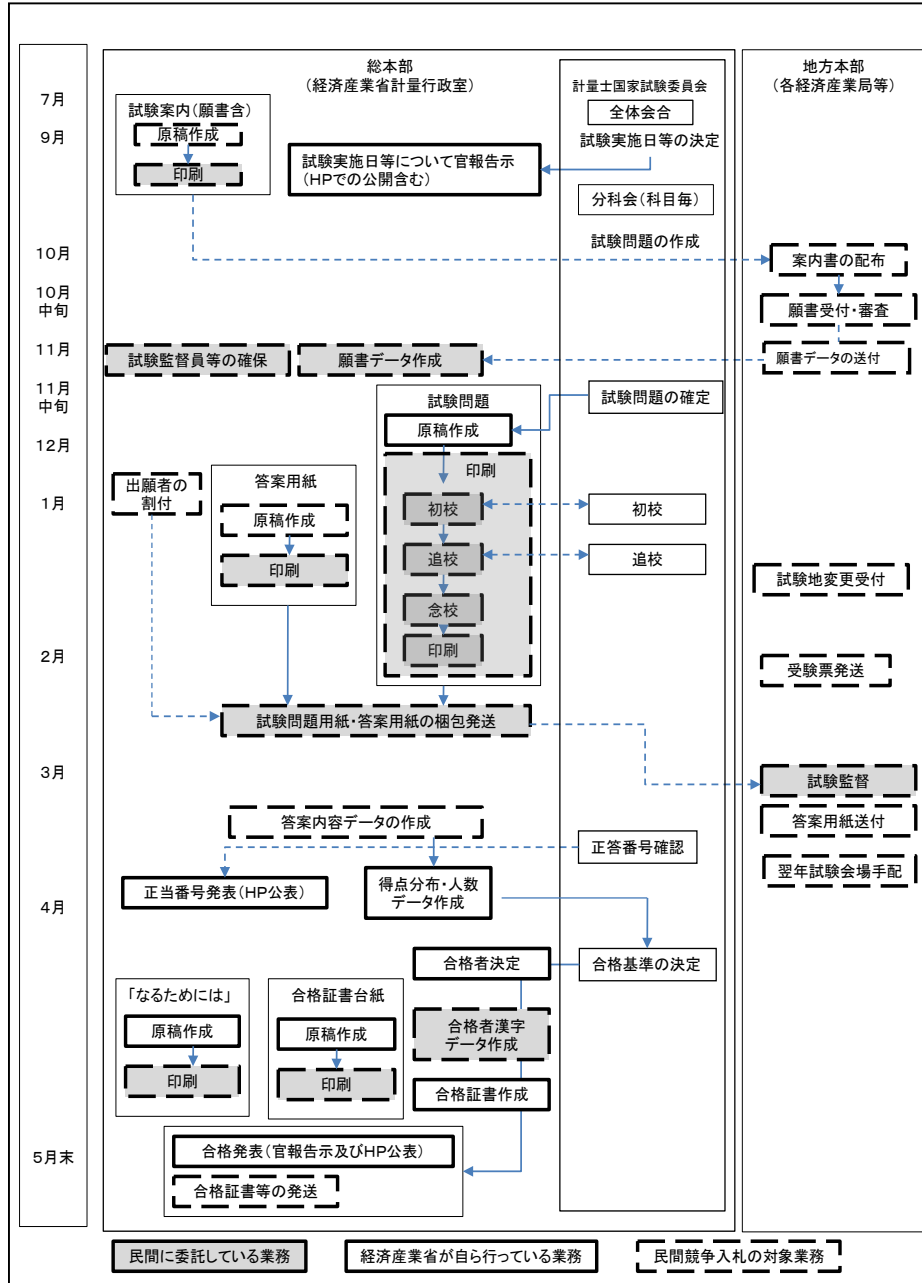 総本部
(経済産業省計量行政室)
計量士国家試験委員会
地方本部
(各経済産業局等)
7月
試験案内(願書含)
全体会合
9月
原稿作成
試験実施日等の決定
印刷
試験実施日等について官報告示
(HPでの公開含む)
分科会(科目毎)
試験問題の作成
10月
案内書の配布
10月
中旬
願書受付・審査
11月
試験監督員等の確保
願書データ作成
願書データの送付
11月
中旬
試験問題
試験問題の確定
原稿作成
12月
印刷
出願者の
割付
答案用紙
1月
原稿作成
初校
初校
印刷
追校
追校
試験地変更受付
念校
印刷
2月
受験票発送
試験問題用紙・答案用紙の梱包発送
3月
試験監督
答案内容データの作成
答案用紙送付
正答番号確認
翌年試験会場手配
正当番号発表(HP公表)
得点分布・人数
データ作成
4月
合格者決定
合格基準の決定
「なるためには」
合格証書台紙
原稿作成
原稿作成
合格者漢字
データ作成
印刷
印刷
合格証書作成
5月末
合格発表(官報告示及びHP公表)
合格証書等の発送
民間に委託している業務
経済産業省が自ら行っている業務
民間競争入札の対象業務